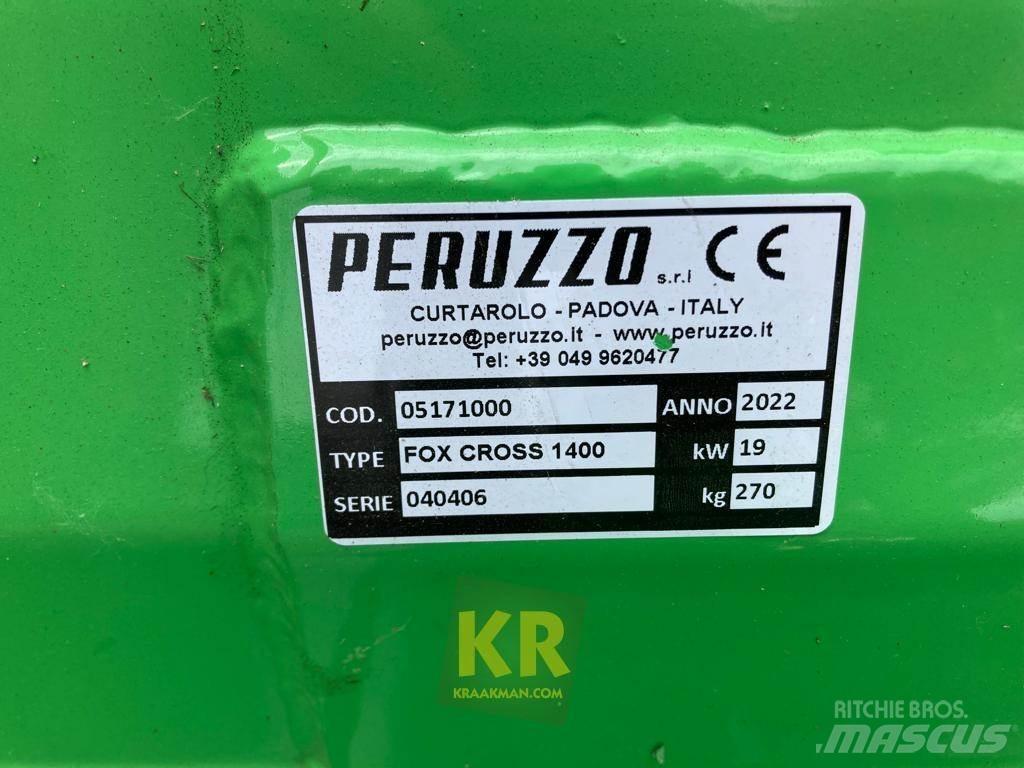 PERUZZO s.r.l CE
CURTAROLO - PADOVA - ITALY
peruzzo@peruzzo.it - www.peruzzo.it
Tel: +39 049 9620477
COD. 05171000 ANNO 2022
TYPE FOX CROSS 1400 kW 19
SERIE 040406 kg 270
KR
KRAAKMAN.COM
RITCHIE BROS.
MASCUS